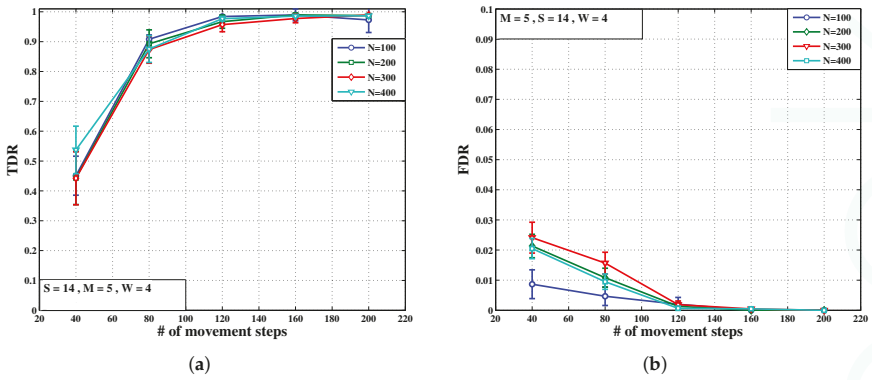 1
0.9
0.8
0.7
0.6
0.5
0.4
0.3
0.2
0.1
0
TDR
N=100
N=200
N=300
N=400
S = 14 , M = 5 , W = 4
20 40 60 80 100 120 140 160 180 200 220
# of movement steps
(a)
0.1
0.09
0.08
0.07
0.06
0.05
0.04
0.03
0.02
0.01
0
FDR
M = 5 , S = 14 , W = 4
N=100
N=200
N=300
N=400
20 40 60 80 100 120 140 160 180 200 220
# of movement steps
(b)